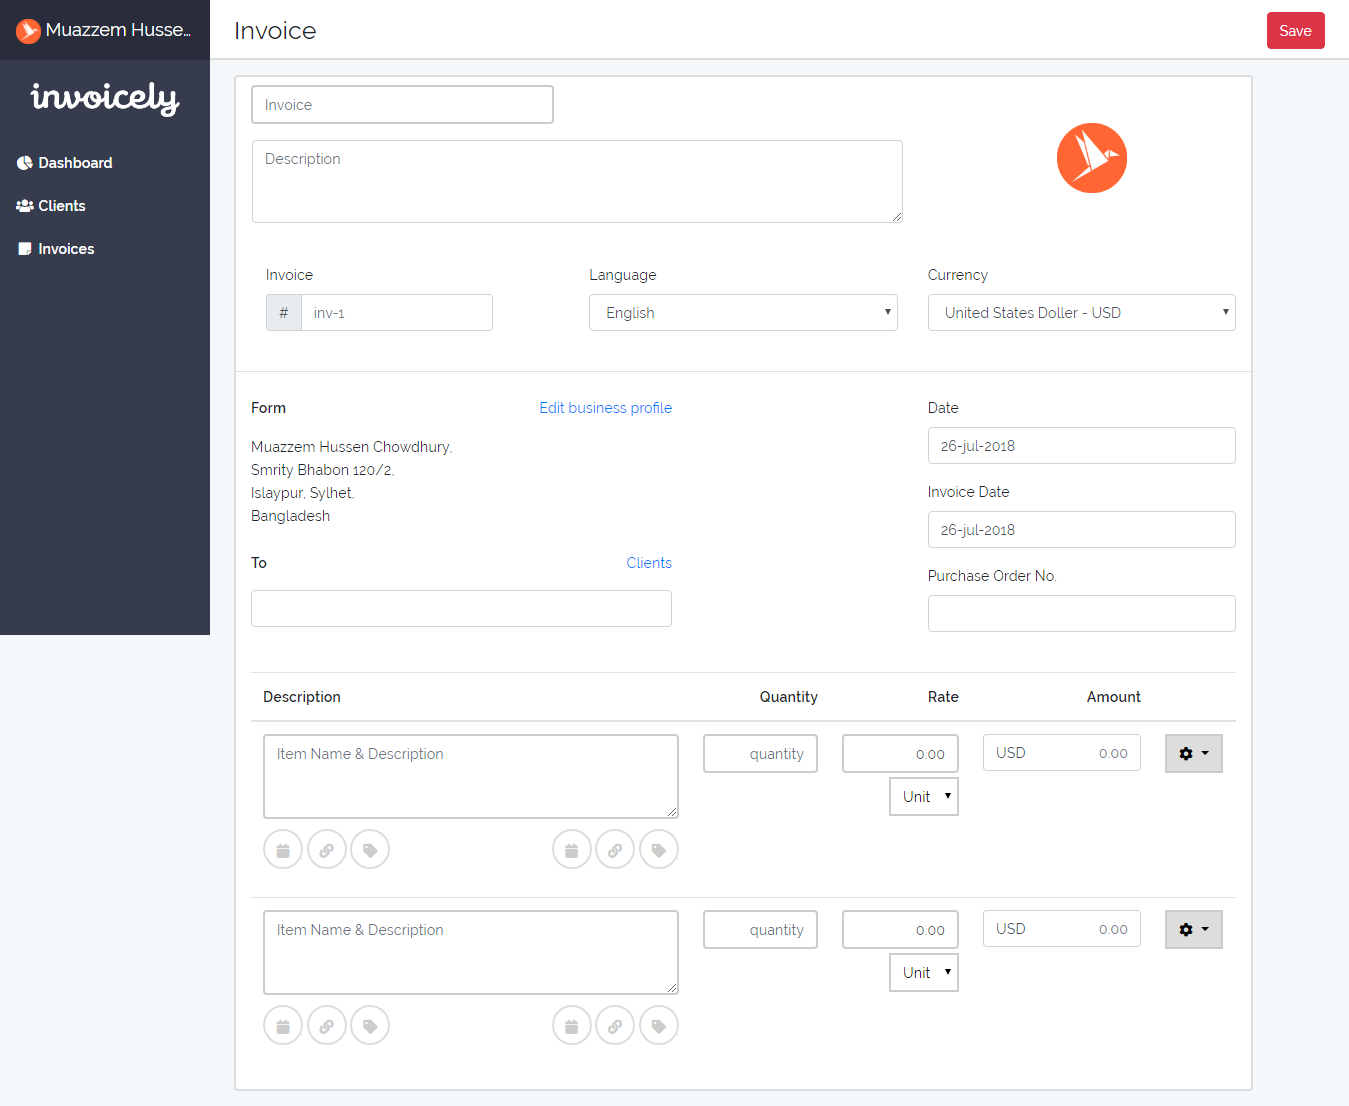 Muazzem Husse...
Invoice
Save
invoicely
Dashboard
Clients
Invoices
Invoice
Description
Invoice
Language
Currency
# inv-1
English
United States Doller - USD
Form
Edit business profile
Muazzem Hussen Chowdhury,
Smrity Bhabon 120/2,
Islaypur, Sylhet,
Bangladesh
To
Clients
Date
26-jul-2018
Invoice Date
26-jul-2018
Purchase Order No.
Description Quantity Rate Amount
Item Name & Description quantity 0.00 USD 0.00
Unit
Item Name & Description quantity 0.00 USD 0.00
Unit